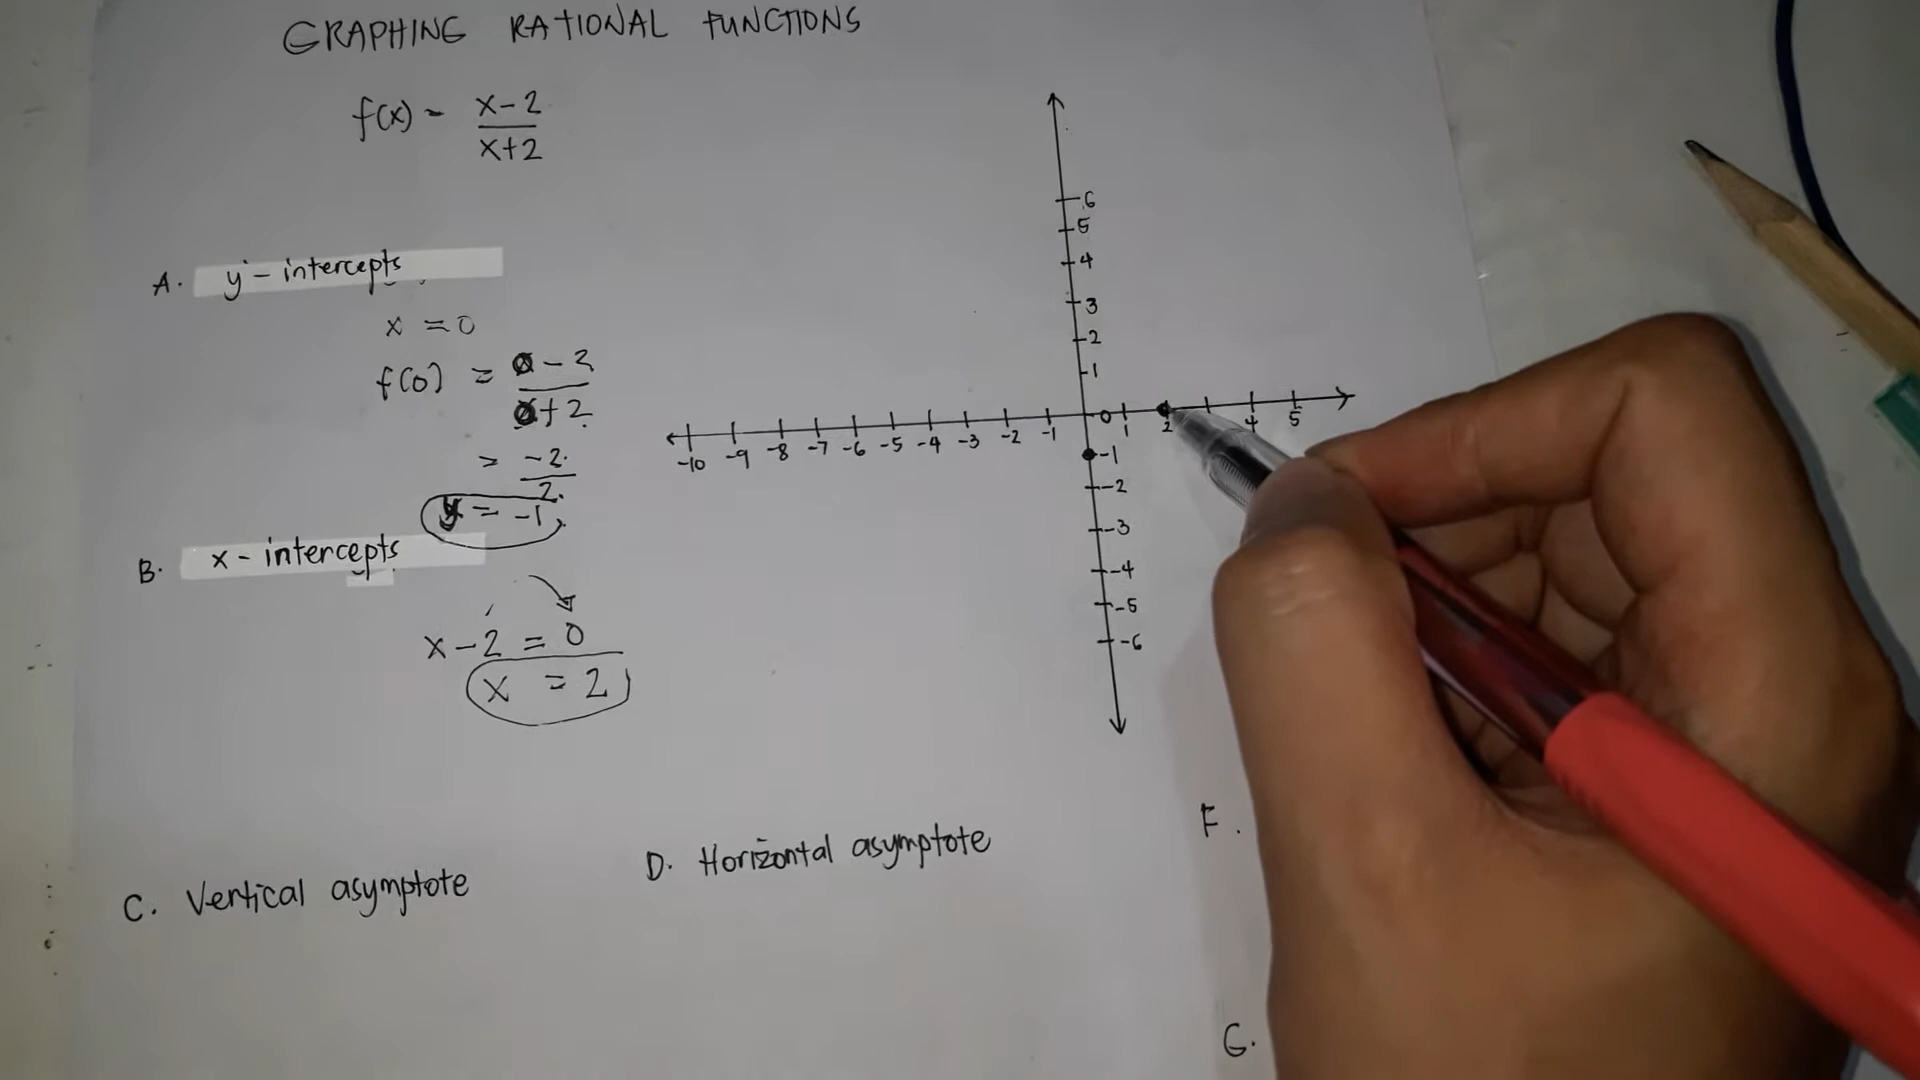 GRAPHING RATIONAL FUNCTIONS
f(x) = x-2
x+2
A. y-intercepts
x = 0
f(0) = 0 - 2
0 + 2
= -2
2
y = -1
B. x-intercepts
x-2 = 0
x = 2
C. Vertical asymptote
D. Horizontal asymptote
F.
G.
6
5
4
3
2
1
-10 -9 -8 -7 -6 -5 -4 -3 -2 -1 0 1 2 4 5
-1
-2
-3
-4
-5
-6